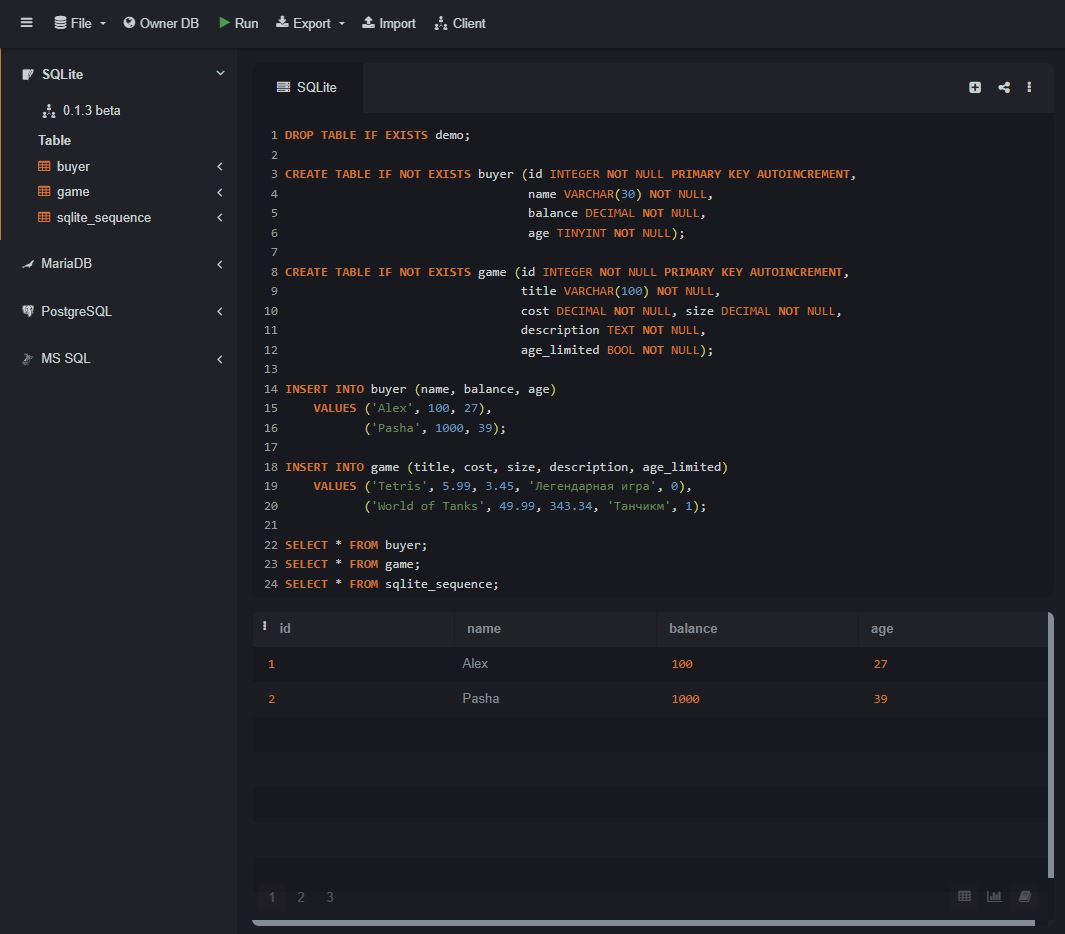 File Owner DB Run Export Import Client
SQLite
0.1.3 beta
Table
buyer
game
sqlite_sequence
MariaDB
PostgreSQL
MS SQL
SQLite
1 DROP TABLE IF EXISTS demo;
2
3 CREATE TABLE IF NOT EXISTS buyer (id INTEGER NOT NULL PRIMARY KEY AUTOINCREMENT,
4 name VARCHAR(30) NOT NULL,
5 balance DECIMAL NOT NULL,
6 age TINYINT NOT NULL);
7
8 CREATE TABLE IF NOT EXISTS game (id INTEGER NOT NULL PRIMARY KEY AUTOINCREMENT,
9 title VARCHAR(100) NOT NULL,
10 cost DECIMAL NOT NULL, size DECIMAL NOT NULL,
11 description TEXT NOT NULL,
12 age_limited BOOL NOT NULL);
13
14 INSERT INTO buyer (name, balance, age)
15 VALUES ('Alex', 100, 27),
16 ('Pasha', 1000, 39);
17
18 INSERT INTO game (title, cost, size, description, age_limited)
19 VALUES ('Tetris', 5.99, 3.45, 'Легендарная игра', 0),
20 ('World of Tanks', 49.99, 343.34, 'Танчикм', 1);
21
22 SELECT * FROM buyer;
23 SELECT * FROM game;
24 SELECT * FROM sqlite_sequence;
id name balance age
1 Alex 100 27
2 Pasha 1000 39
1 2 3